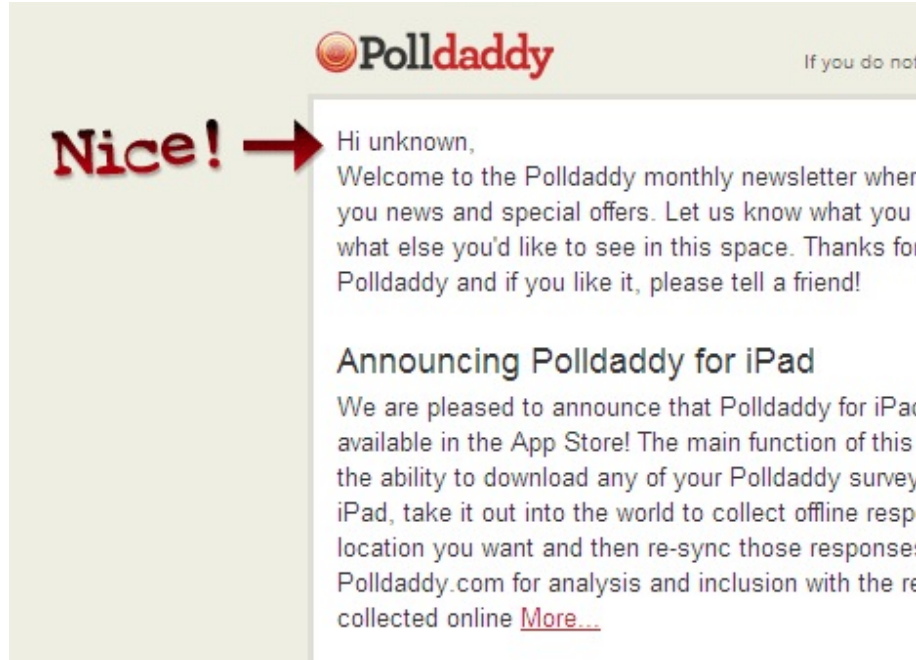 Polldaddy
If you do not
Nice!
Hi unknown,
Welcome to the Polldaddy monthly newsletter wher
you news and special offers. Let us know what you
what else you'd like to see in this space. Thanks for
Polldaddy and if you like it, please tell a friend!
Announcing Polldaddy for iPad
We are pleased to announce that Polldaddy for iPad
available in the App Store! The main function of this
the ability to download any of your Polldaddy survey
iPad, take it out into the world to collect offline resp
location you want and then re-sync those responses
Polldaddy.com for analysis and inclusion with the re
collected online More...